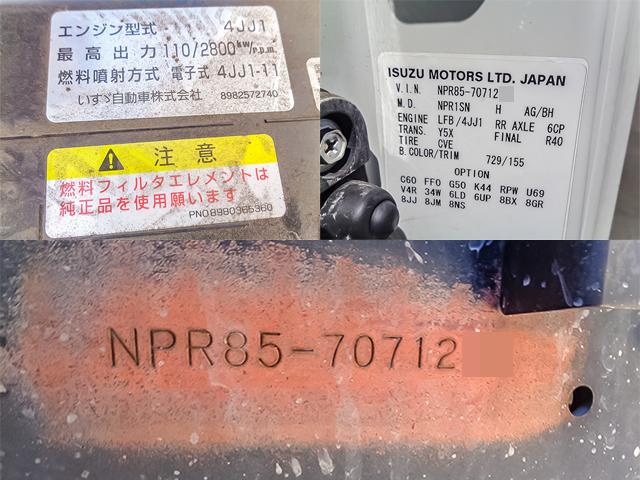 エンジン型式 4JJ1
最高出力 110/2800 kW/r.p.m.
燃料噴射方式 電子式 4JJ1-11
いすゞ自動車株式会社 8982572740
注意
燃料フィルタエレメントは
純正品を使用願います
PNO8980365360
ISUZU MOTORS LTD. JAPAN
V.I.N. NPR85-70712
M.D. NPR1SN H AG/BH
ENGINE LFB/4JJ1 RR AXLE 6CP
TRANS. Y5X FINAL R40
TIRE CVE
B.COLOR/TRIM 729/155
OPTION
C60 FF0 G50 K44 RPW U69
V4R 34W 6LD 6UP 8BX 8GR
8JJ 8JM 8NS
NPR85-70712